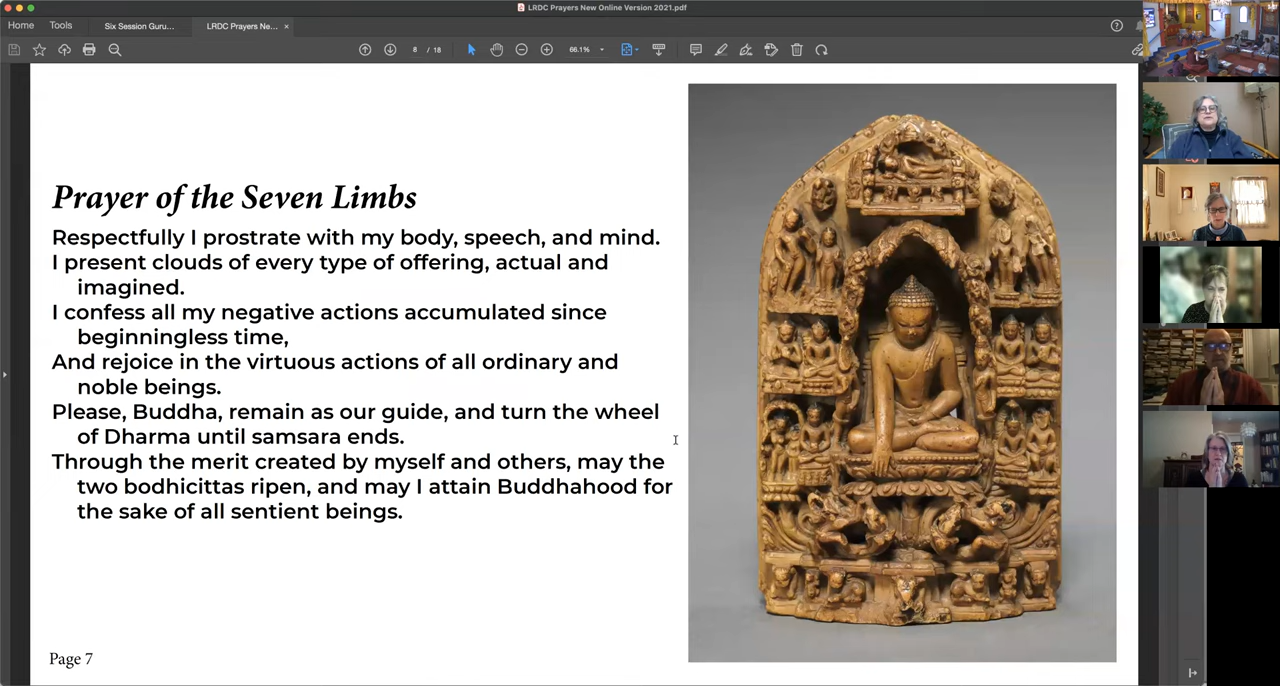 LRDC Prayers New Online Version 2021.pdf
Home Tools Six Session Guru... LRDC Prayers Ne... ×
8 / 18 66.1%
Prayer of the Seven Limbs
Respectfully I prostrate with my body, speech, and mind.
I present clouds of every type of offering, actual and
imagined.
I confess all my negative actions accumulated since
beginningless time,
And rejoice in the virtuous actions of all ordinary and
noble beings.
Please, Buddha, remain as our guide, and turn the wheel
of Dharma until samsara ends.
Through the merit created by myself and others, may the
two bodhicittas ripen, and may I attain Buddhahood for
the sake of all sentient beings.
Page 7